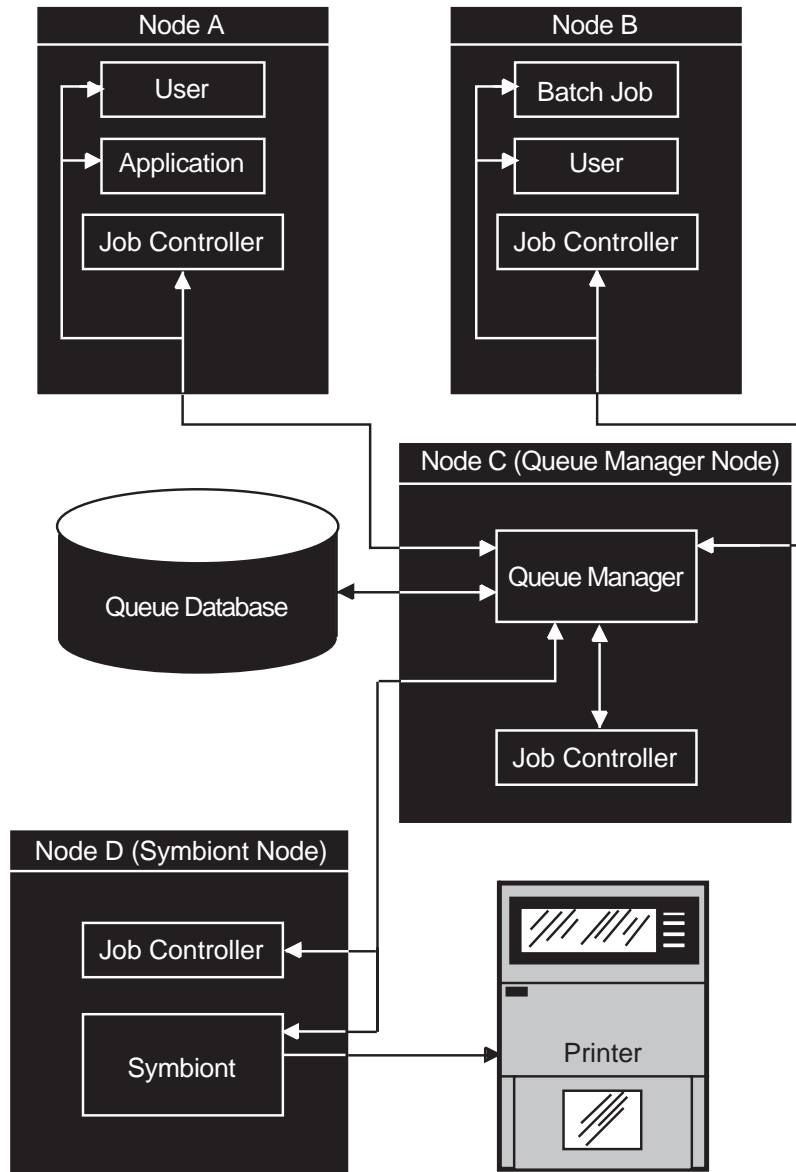 Node A
User
Application
Job Controller
Node B
Batch Job
User
Job Controller
Node C (Queue Manager Node)
Queue Manager
Job Controller
Queue Database
Node D (Symbiont Node)
Job Controller
Symbiont
Printer